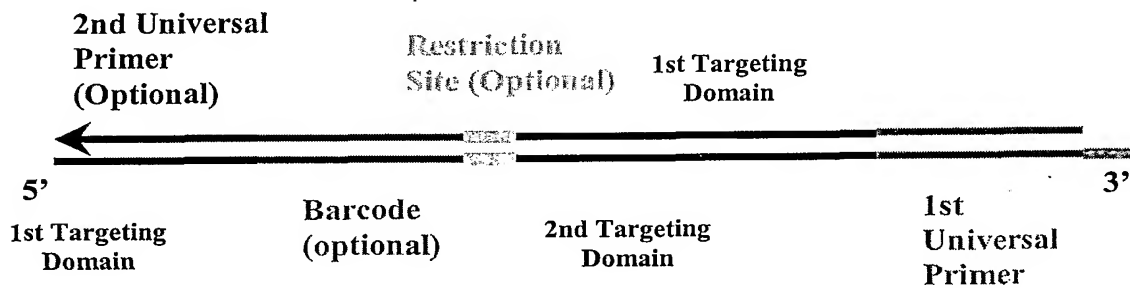 2nd Universal
Primer
(Optional)
Restriction
Site (Optional)
1st Targeting
Domain
5’
3’
1st Targeting
Domain
Barcode
(optional)
2nd Targeting
Domain
1st
Universal
Primer